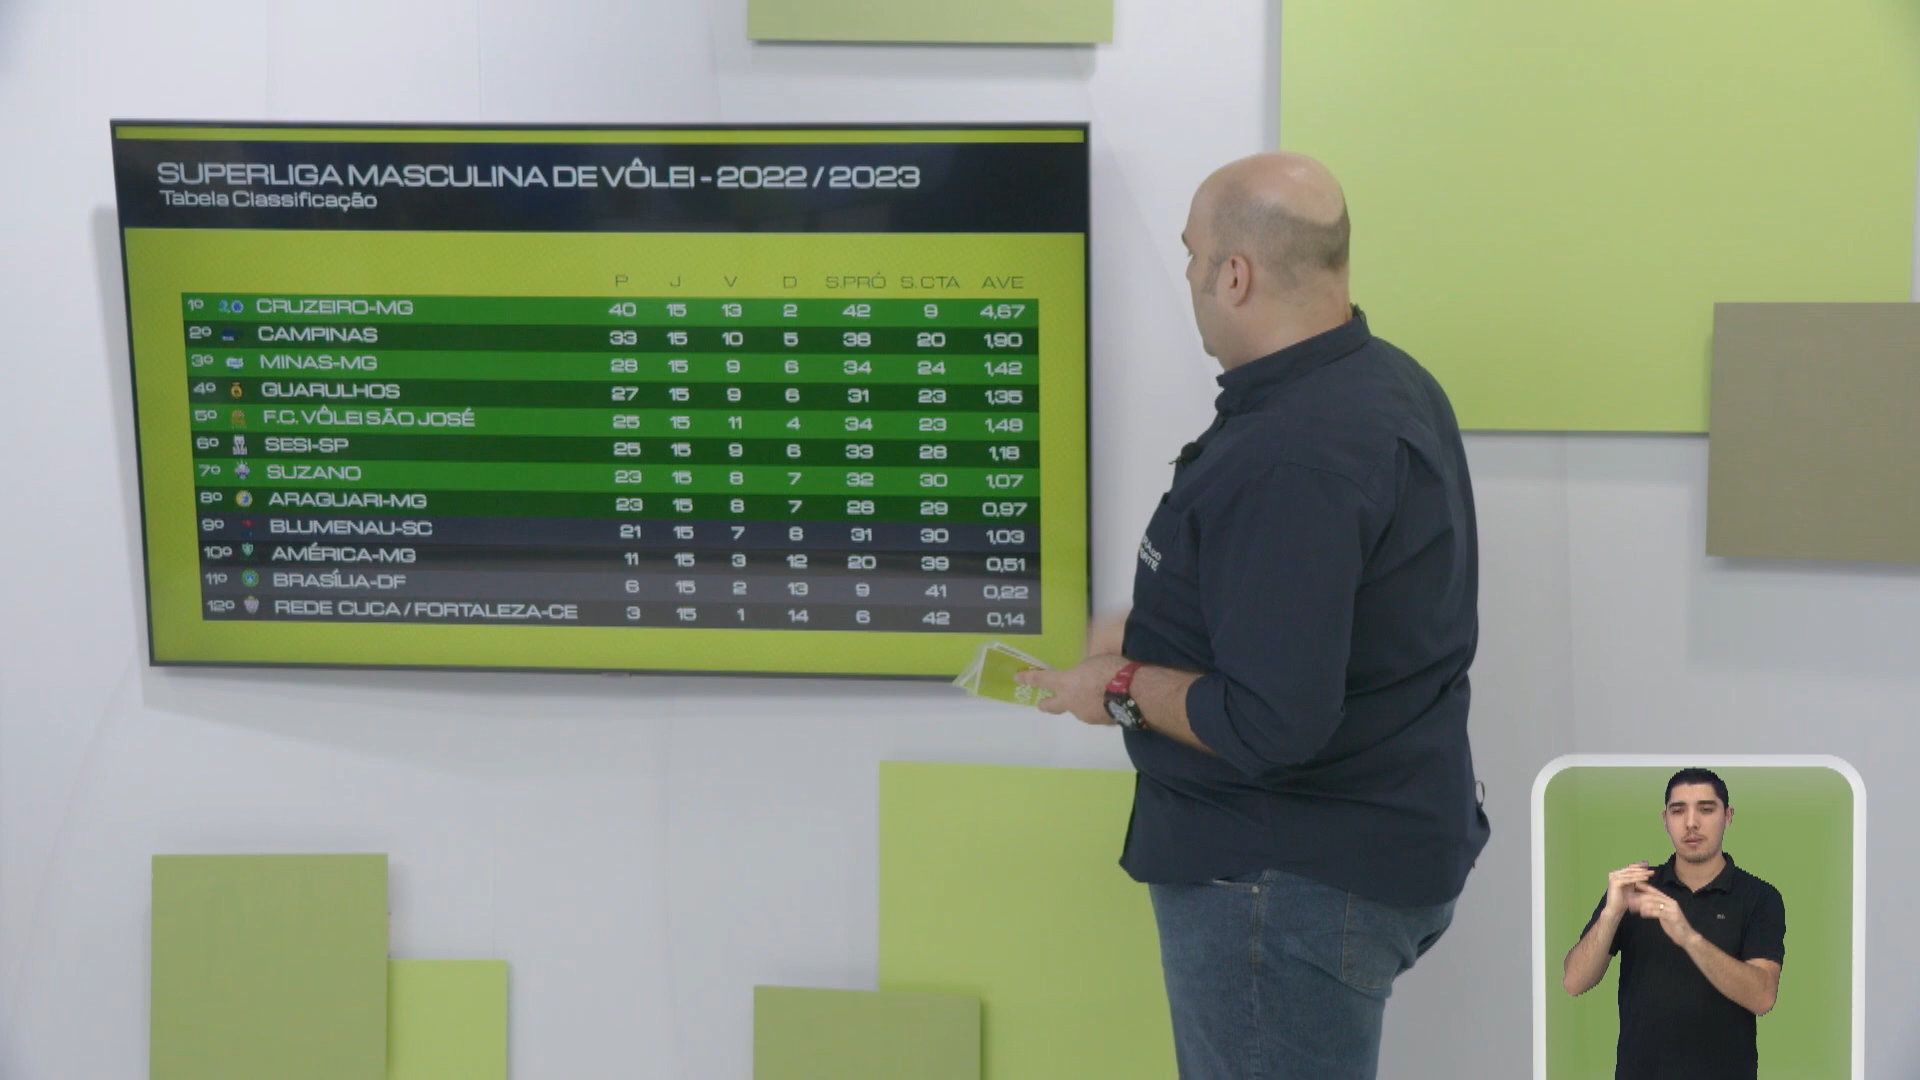 SUPERLIGA MASCULINA DE VÔLEI - 2022 / 2023
Tabela Classificação
P J V D S.PRÓ S.CTA AVE
1º CRUZEIRO-MG 40 15 13 2 42 9 4,67
2º CAMPINAS 33 15 10 5 38 20 1,90
3º MINAS-MG 28 15 9 6 34 24 1,42
4º GUARULHOS 27 15 9 6 31 23 1,35
5º F.C. VÔLEI SÃO JOSÉ 25 15 11 4 34 23 1,48
6º SESI-SP 25 15 9 6 33 28 1,18
7º SUZANO 23 15 8 7 32 30 1,07
8º ARAGUARI-MG 23 15 8 7 28 29 0,97
9º BLUMENAU-SC 21 15 7 8 31 30 1,03
10º AMÉRICA-MG 11 15 3 12 20 39 0,51
11º BRASÍLIA-DF 6 15 2 13 9 41 0,22
12º REDE CUCA / FORTALEZA-CE 3 15 1 14 6 42 0,14